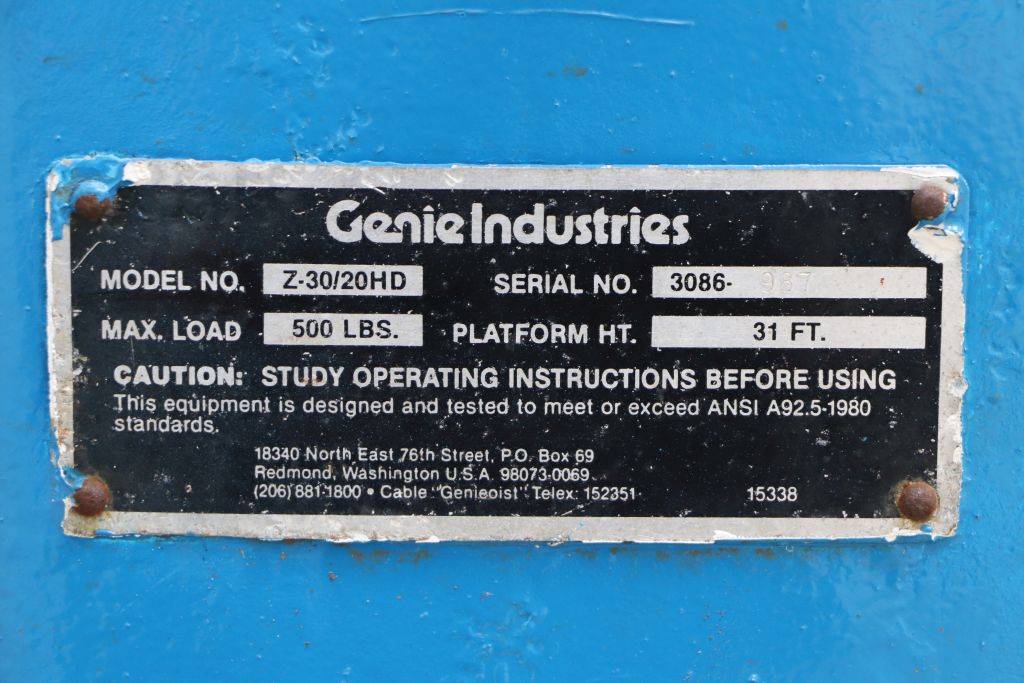 Genie Industries
MODEL NO. Z-30/20HD SERIAL NO. 3086- 987
MAX. LOAD 500 LBS. PLATFORM HT. 31 FT.
CAUTION: STUDY OPERATING INSTRUCTIONS BEFORE USING
This equipment is designed and tested to meet or exceed ANSI A92.5-1980
standards.
18340 North East 76th Street, P.O. Box 69
Redmond, Washington U.S.A. 98073-0069
(206) 881-1800 • Cable "Genieoist" Telex: 152351
15338